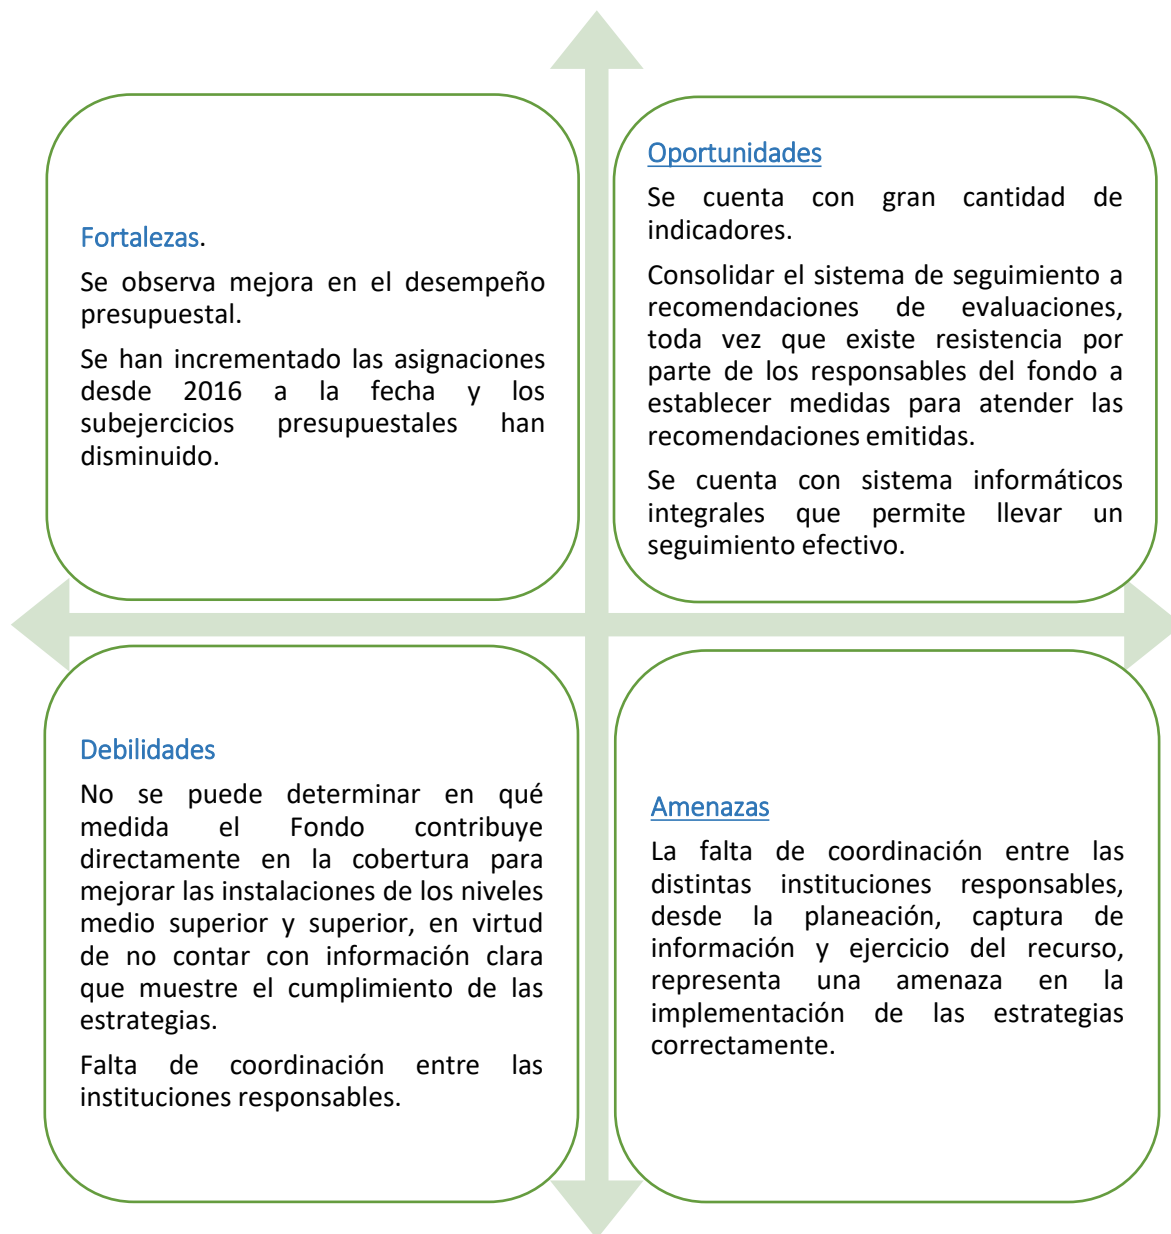 Fortalezas.
Se observa mejora en el desempeño
presupuestal.
Se han incrementado las asignaciones
desde 2016 a la fecha y los
subejercicios presupuestales han
disminuido.
Oportunidades
Se cuenta con gran cantidad de
indicadores.
Consolidar el sistema de seguimiento a
recomendaciones de evaluaciones,
toda vez que existe resistencia por
parte de los responsables del fondo a
establecer medidas para atender las
recomendaciones emitidas.
Se cuenta con sistema informáticos
integrales que permite llevar un
seguimiento efectivo.
Debilidades
No se puede determinar en qué
medida el Fondo contribuye
directamente en la cobertura para
mejorar las instalaciones de los niveles
medio superior y superior, en virtud
de no contar con información clara
que muestre el cumplimiento de las
estrategias.
Falta de coordinación entre las
instituciones responsables.
Amenazas
La falta de coordinación entre las
distintas instituciones responsables,
desde la planeación, captura de
información y ejercicio del recurso,
representa una amenaza en la
implementación de las estrategias
correctamente.